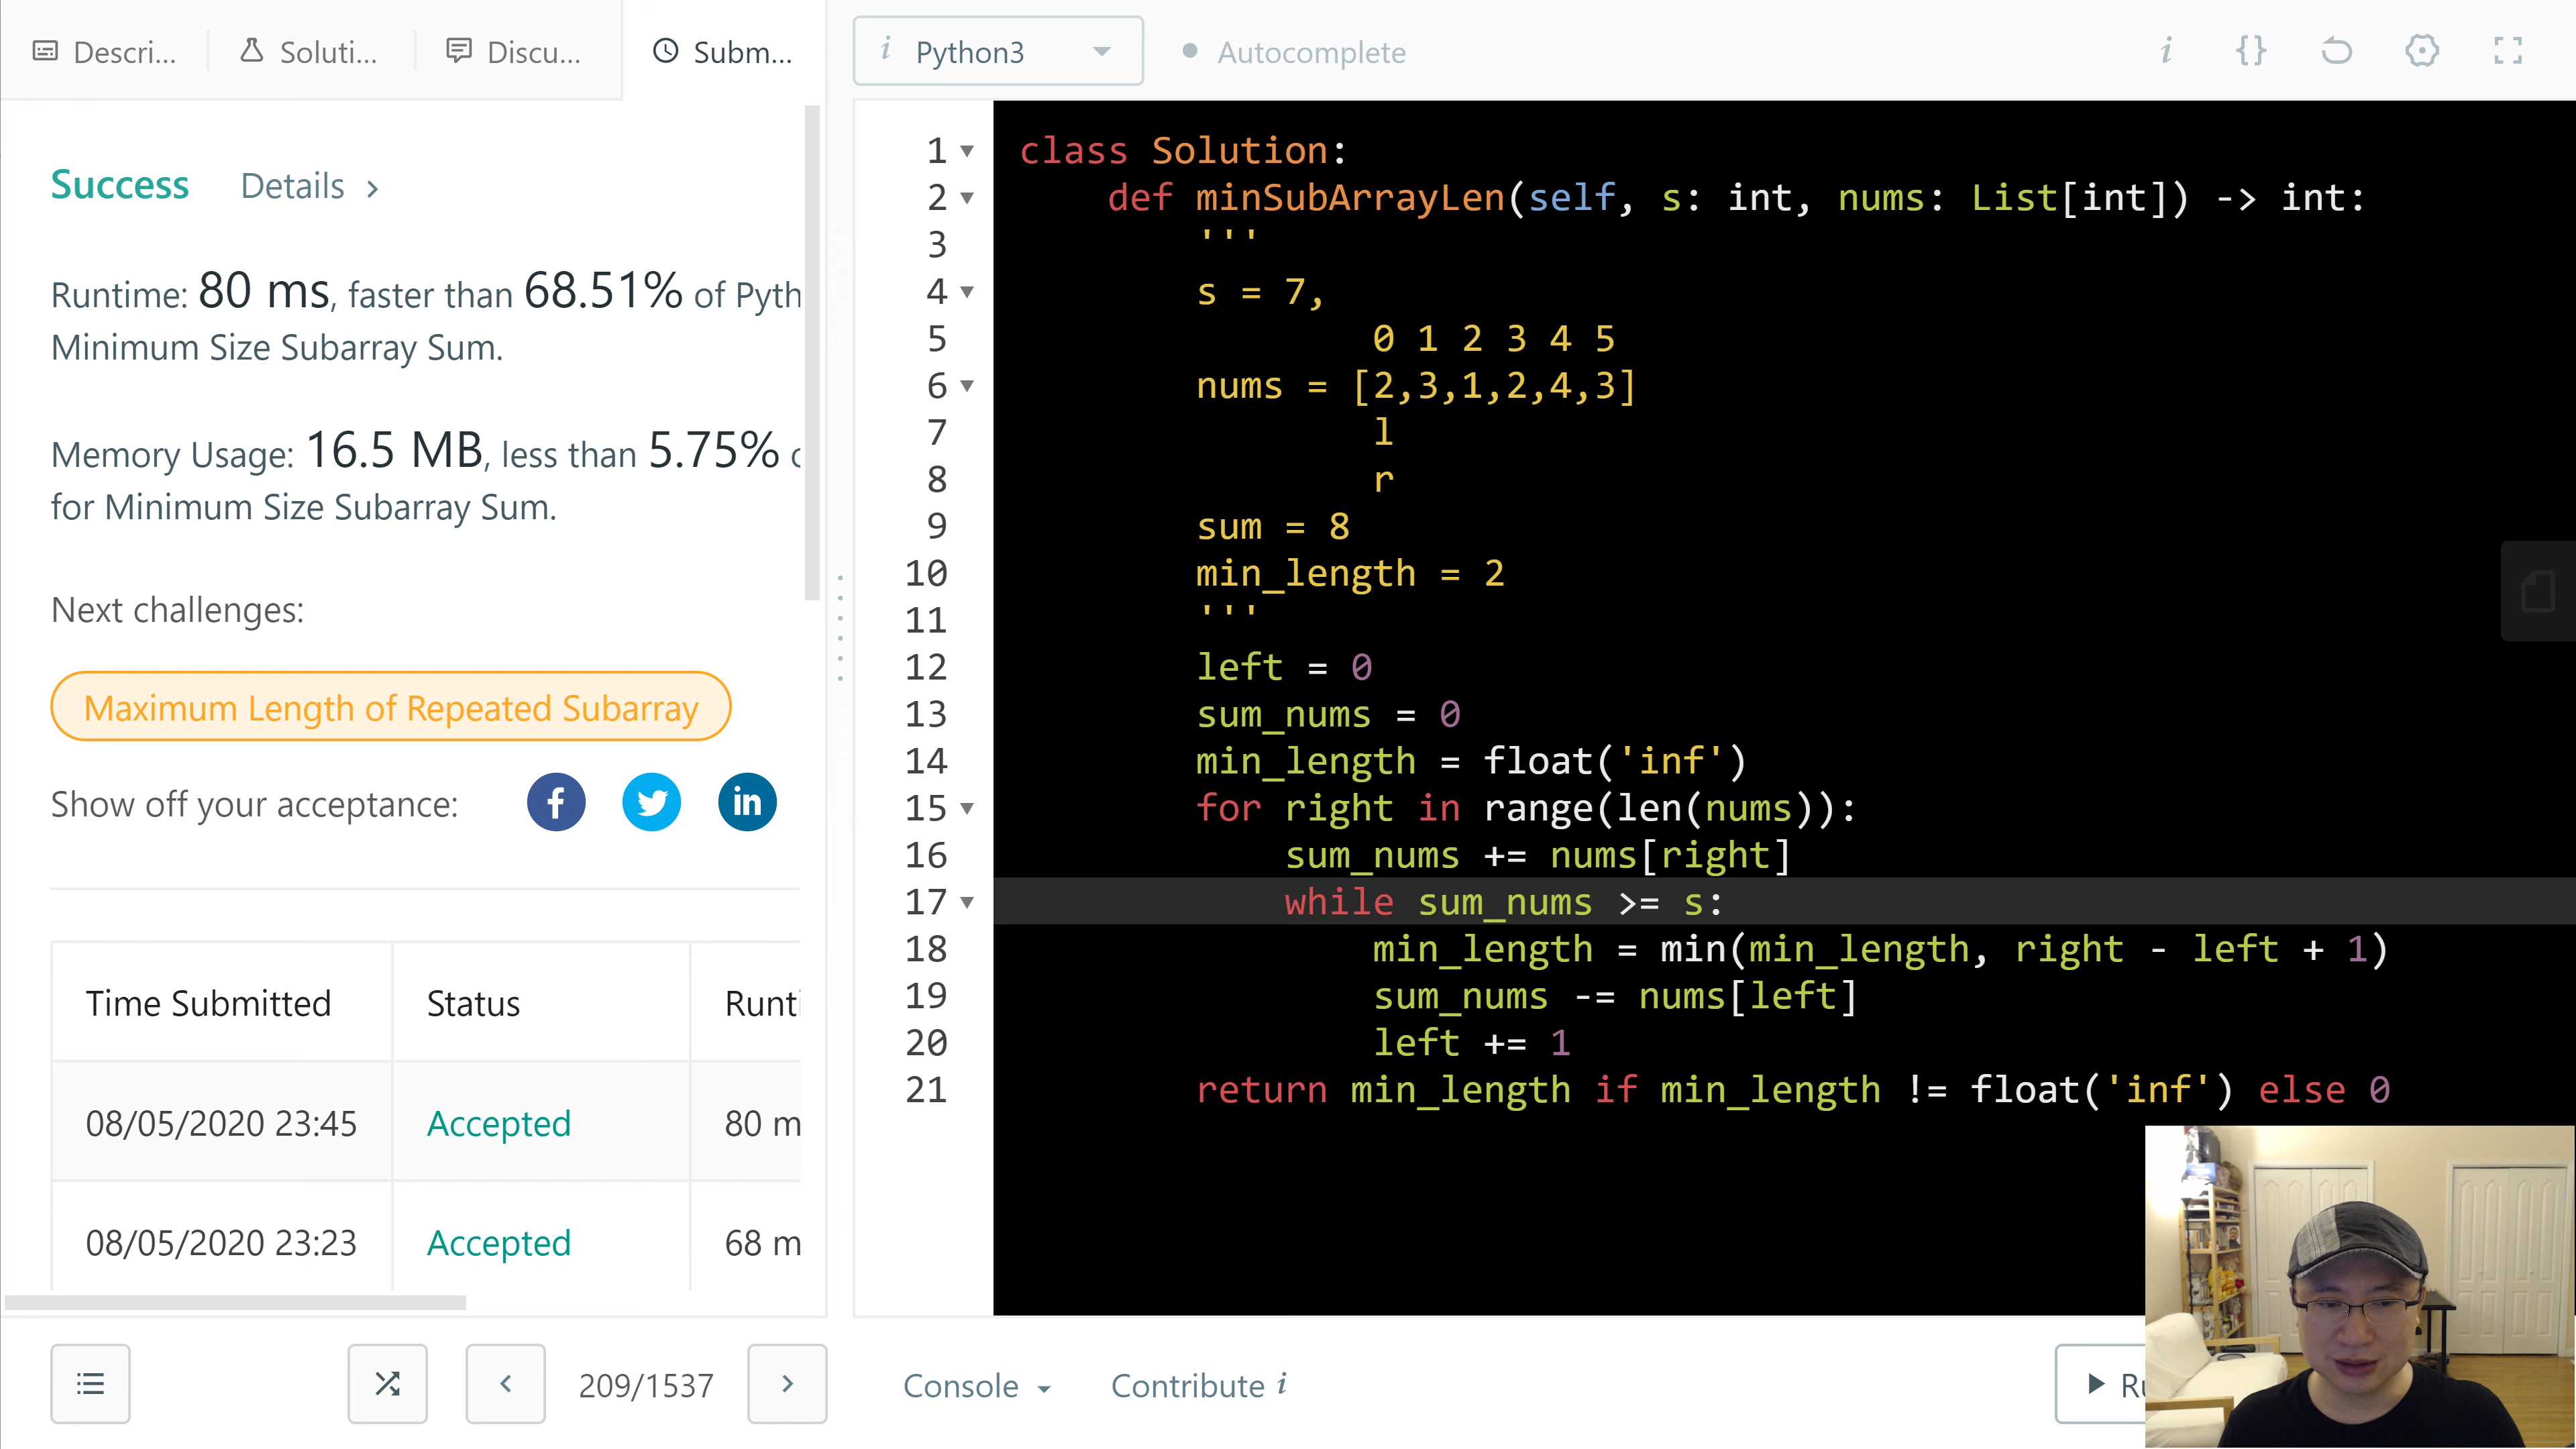 Descri...
Soluti...
Discu...
Subm...
i Python3
Autocomplete
i {}
Success Details >
Runtime: 80 ms, faster than 68.51% of Pyth
Minimum Size Subarray Sum.
Memory Usage: 16.5 MB, less than 5.75%
for Minimum Size Subarray Sum.
Next challenges:
Maximum Length of Repeated Subarray
Show off your acceptance:
f
in
Time Submitted Status Runti
08/05/2020 23:45 Accepted 80 m
08/05/2020 23:23 Accepted 68 m
209/1537
1 class Solution:
2 def minSubArrayLen(self, s: int, nums: List[int]) -> int:
3 '''
4 s = 7,
5 0 1 2 3 4 5
6 nums = [2,3,1,2,4,3]
7 l
8 r
9 sum = 8
10 min_length = 2
11 '''
12 left = 0
13 sum_nums = 0
14 min_length = float('inf')
15 for right in range(len(nums)):
16 sum_nums += nums[right]
17 while sum_nums >= s:
18 min_length = min(min_length, right - left + 1)
19 sum_nums -= nums[left]
20 left += 1
21 return min_length if min_length != float('inf') else 0
Console
Contribute i